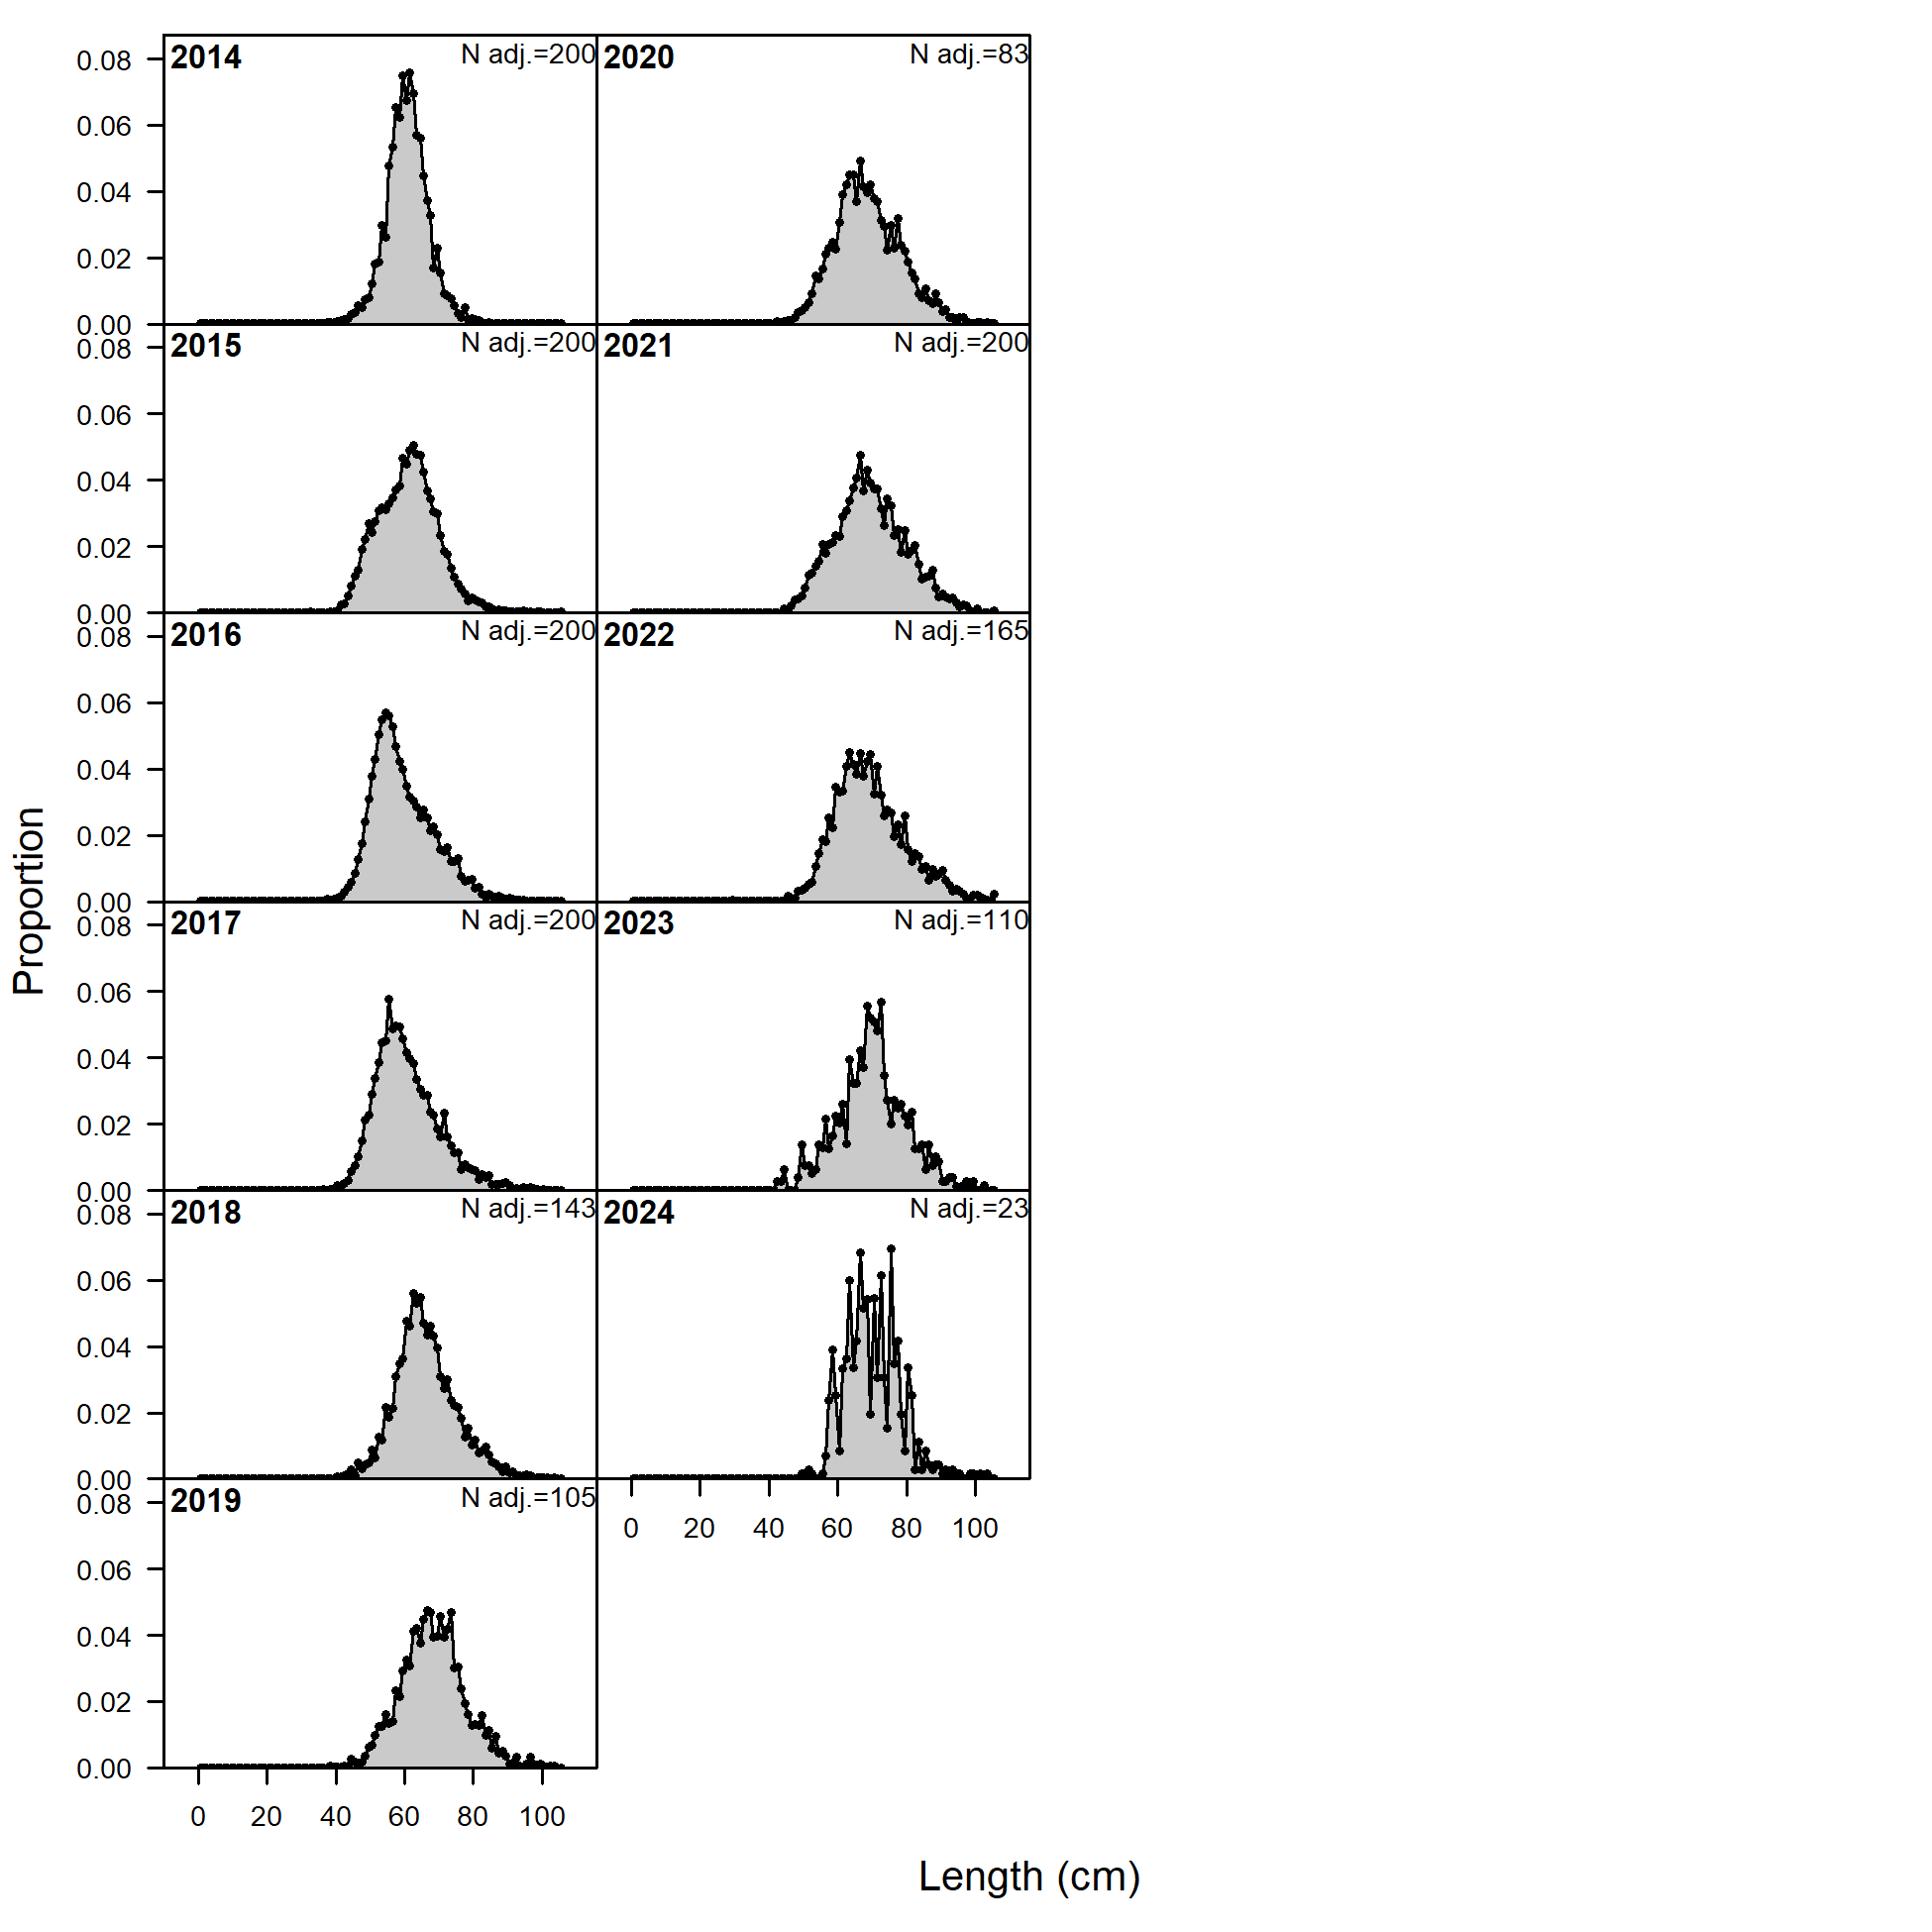 Proportion
2014 N adj.=200
0.08
0.06
0.04
0.02
0.00
2015 N adj.=200
0.08
0.06
0.04
0.02
0.00
2016 N adj.=200
0.08
0.06
0.04
0.02
0.00
2017 N adj.=200
0.08
0.06
0.04
0.02
0.00
2018 N adj.=143
0.08
0.06
0.04
0.02
0.00
2019 N adj.=105
0.08
0.06
0.04
0.02
0.00
0 20 40 60 80 100
2020 N adj.=83
2021 N adj.=200
2022 N adj.=165
2023 N adj.=110
2024 N adj.=23
0 20 40 60 80 100
Length (cm)